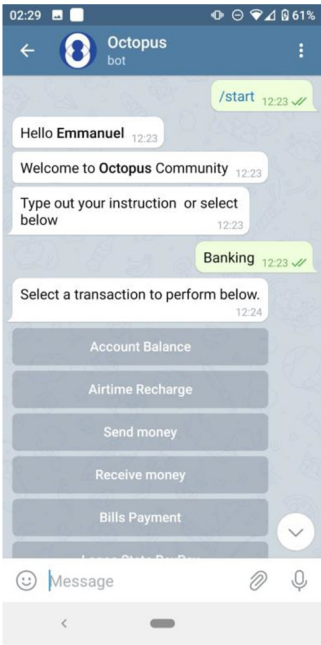 02:29
61%
Octopus
bot
/start 12:23
Hello Emmanuel 12:23
Welcome to Octopus Community 12:23
Type out your instruction or select
below
12:23
Banking 12:23
Select a transaction to perform below.
12:24
Account Balance
Airtime Recharge
Send money
Receive money
Bills Payment
Message